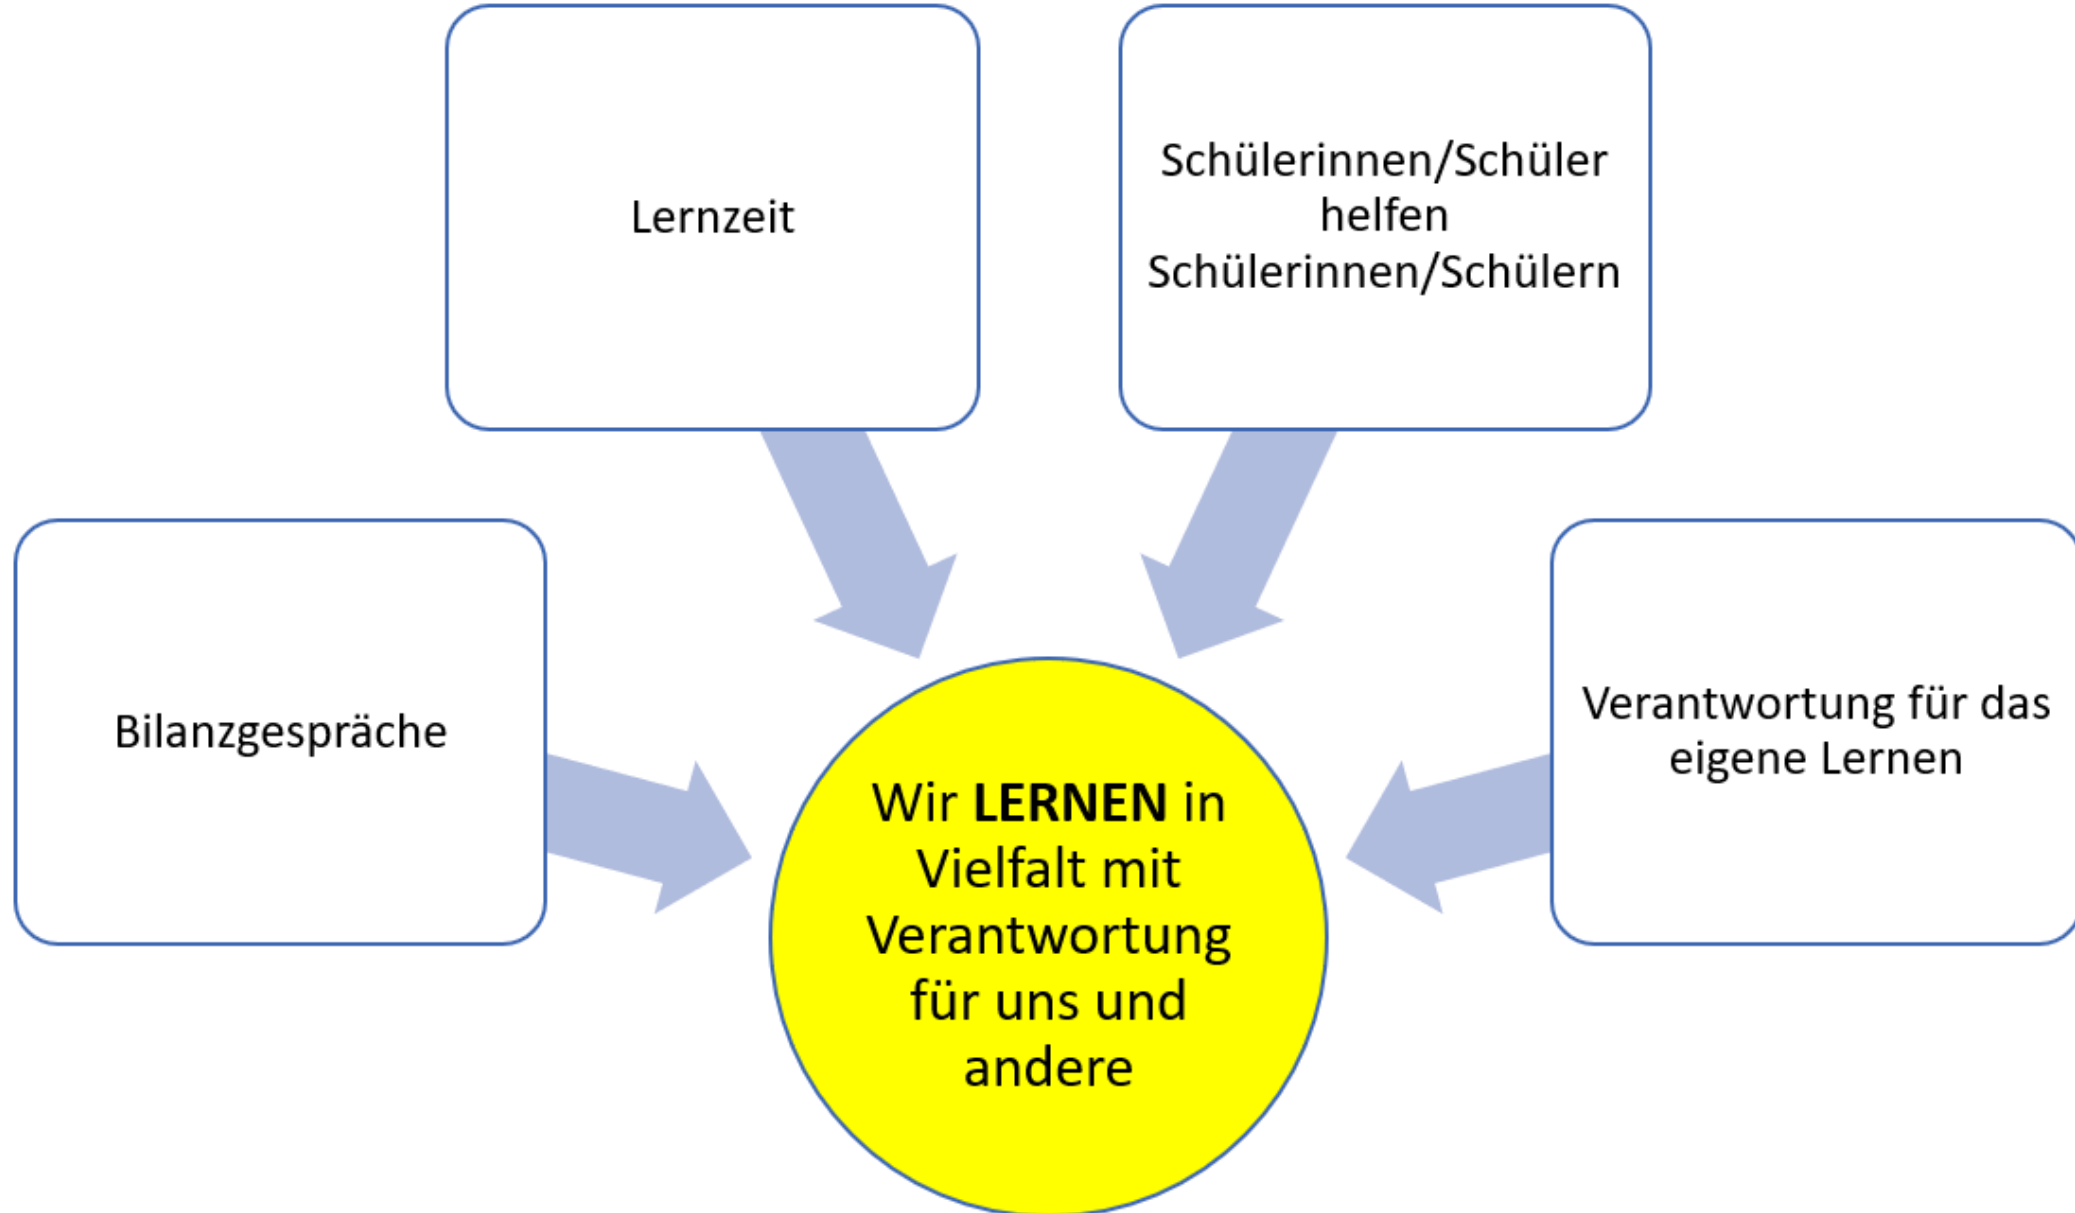 Lernzeit
Schülerinnen/Schüler
helfen
Schülerinnen/Schülern
Bilanzgespräche
Verantwortung für das
eigene Lernen
Wir LERNEN in
Vielfalt mit
Verantwortung
für uns und
andere